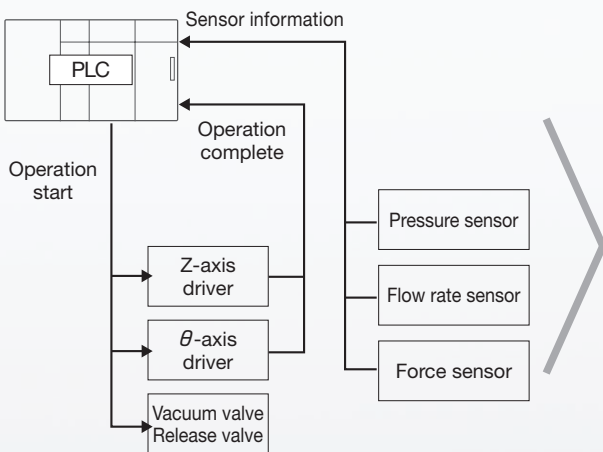 Sensor information
PLC
Operation
complete
Operation
start
Pressure sensor
Z-axis
driver
Flow rate sensor
θ-axis
driver
Force sensor
Vacuum valve
Release valve